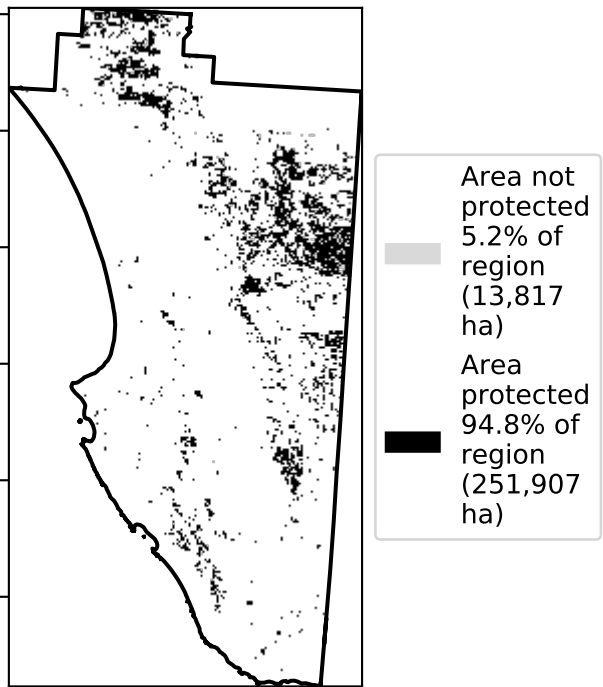 Area not
protected
5.2% of
region
(13,817
ha)
Area
protected
94.8% of
region
(251,907
ha)